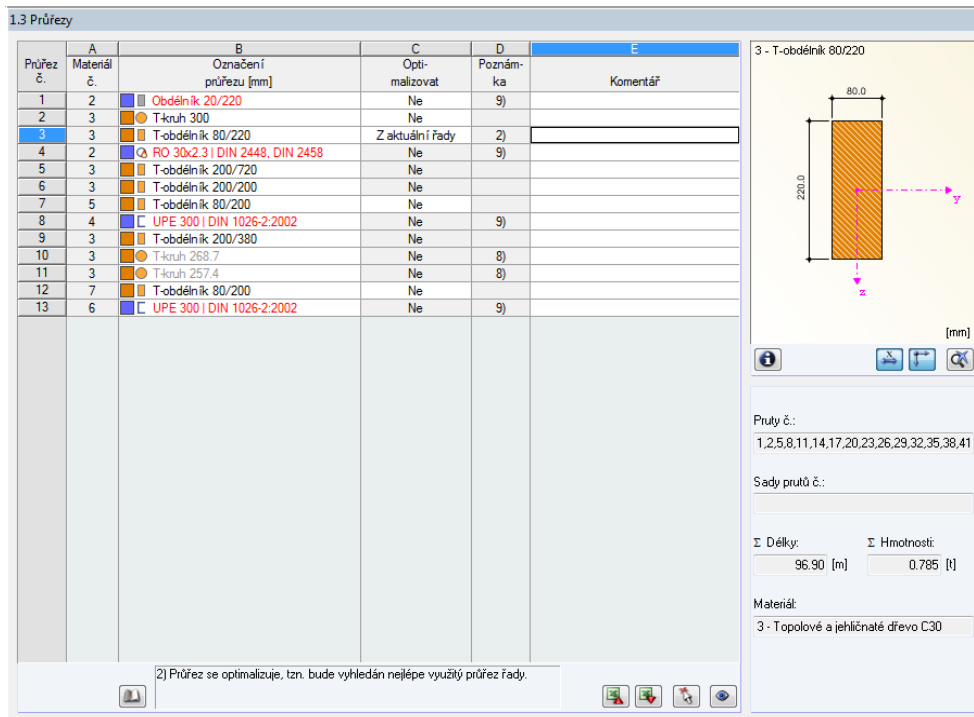 1.3 Průřezy
A B C D E
Průřez Materiál Označení Opti- Poznám-
č. č. průřezu [mm] malizovat ka Komentář
1 2 Obdélník 20/220 Ne 9)
2 3 T-kruh 300 Ne
3 3 T-obdélník 80/220 Z aktuální řady 2)
4 2 RO 30x2.3 | DIN 2448, DIN 2458 Ne 9)
5 3 T-obdélník 200/720 Ne
6 3 T-obdélník 200/200 Ne
7 5 T-obdélník 80/200 Ne
8 4 UPE 300 | DIN 1026-2:2002 Ne 9)
9 3 T-obdélník 200/380 Ne
10 3 T-kruh 268.7 Ne 8)
11 3 T-kruh 257.4 Ne 8)
12 7 T-obdélník 80/200 Ne
13 6 UPE 300 | DIN 1026-2:2002 Ne 9)
2) Průřez se optimalizuje, tzn. bude vyhledán nejlépe využitý průřez řady.
3 - T-obdélník 80/220
80.0
220.0
y
z
[mm]
X
Pruty č.:
1,2,5,8,11,14,17,20,23,26,29,32,35,38,41
Sady prutů č.:
Σ Délky: Σ Hmotnosti:
96.90 [m] 0.785 [t]
Materiál:
3 - Topolové a jehličnaté dřevo C30